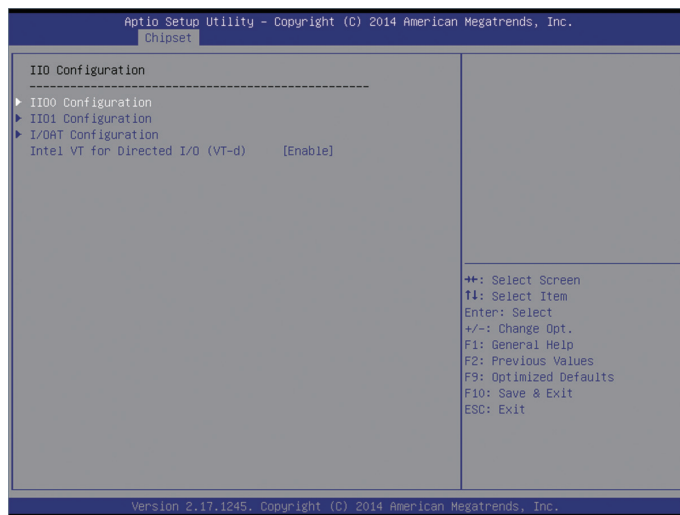 Aptio Setup Utility – Copyright (C) 2014 American Megatrends, Inc.
Chipset
IIO Configuration
--------------------------------------------------
IIO0 Configuration
IIO1 Configuration
I/OAT Configuration
Intel VT for Directed I/O (VT-d) [Enable]
→←: Select Screen
↑↓: Select Item
Enter: Select
+/-: Change Opt.
F1: General Help
F2: Previous Values
F9: Optimized Defaults
F10: Save & Exit
ESC: Exit
Version 2.17.1245. Copyright (C) 2014 American Megatrends, Inc.